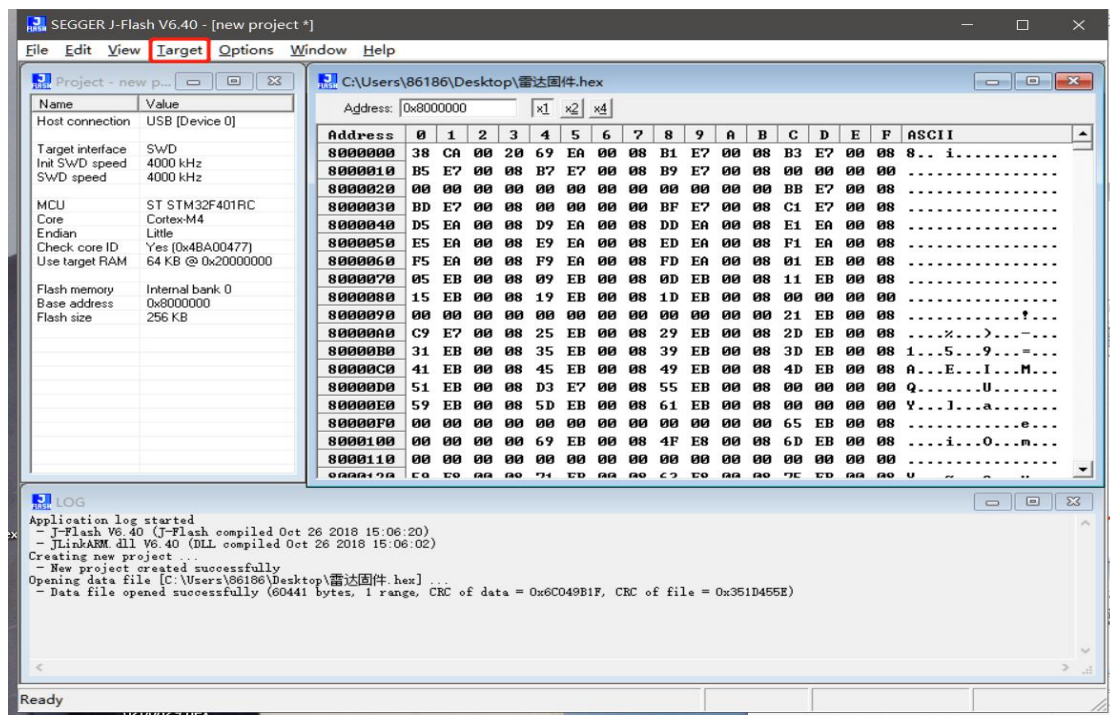 SEGGER J-Flash V6.40 - [new project *]
File Edit View Target Options Window Help
Project - new p...
Name Value
Host connection USB [Device 0]
Target interface SWD
Init SWD speed 4000 kHz
SWD speed 4000 kHz
MCU ST STM32F401RC
Core Cortex-M4
Endian Little
Check core ID Yes (0x4BA00477)
Use target RAM 64 KB @ 0x20000000
Flash memory Internal bank 0
Base address 0x8000000
Flash size 256 KB
C:\Users\86186\Desktop\雷达固件.hex
Address: 0x8000000 x1 x2 x4
Address 0 1 2 3 4 5 6 7 8 9 A B C D E F ASCII
8000000 38 CA 00 20 69 EA 00 08 B1 E7 00 08 B3 E7 00 08 8.. i...........
8000010 B5 E7 00 08 B7 E7 00 08 B9 E7 00 08 00 00 00 00 ................
8000020 00 00 00 00 00 00 00 00 00 00 00 00 BB E7 00 08 ................
8000030 BD E7 00 08 00 00 00 00 BF E7 00 08 C1 E7 00 08 ................
8000040 D5 EA 00 08 D9 EA 00 08 DD EA 00 08 E1 EA 00 08 ................
8000050 E5 EA 00 08 E9 EA 00 08 ED EA 00 08 F1 EA 00 08 ................
8000060 F5 EA 00 08 F9 EA 00 08 FD EA 00 08 01 EB 00 08 ................
8000070 05 EB 00 08 09 EB 00 08 0D EB 00 08 11 EB 00 08 ................
8000080 15 EB 00 08 19 EB 00 08 1D EB 00 08 00 00 00 00 ................
8000090 00 00 00 00 00 00 00 00 00 00 00 00 21 EB 00 08 ............!...
80000A0 C9 E7 00 08 25 EB 00 08 29 EB 00 08 2D EB 00 08 ....%...)...-...
80000B0 31 EB 00 08 35 EB 00 08 39 EB 00 08 3D EB 00 08 1...5...9...=...
80000C0 41 EB 00 08 45 EB 00 08 49 EB 00 08 4D EB 00 08 A...E...I...M...
80000D0 51 EB 00 08 D3 E7 00 08 55 EB 00 08 00 00 00 00 Q.......U.......
80000E0 59 EB 00 08 5D EB 00 08 61 EB 00 08 00 00 00 00 Y...]...a.......
80000F0 00 00 00 00 00 00 00 00 00 00 00 00 65 EB 00 08 ............e...
8000100 00 00 00 00 69 EB 00 08 4F E8 00 08 6D EB 00 08 ....i...O...m...
8000110 00 00 00 00 00 00 00 00 00 00 00 00 00 00 00 00 ................
LOG
Application log started
- J-Flash V6.40 (J-Flash compiled Oct 26 2018 15:06:20)
- JLinkARM.dll V6.40 (DLL compiled Oct 26 2018 15:06:02)
Creating new project ...
- New project created successfully
Opening data file [C:\Users\86186\Desktop\雷达固件.hex] ...
- Data file opened successfully (60441 bytes, 1 range, CRC of data = 0x6C049B1F, CRC of file = 0x351D455E)
Ready